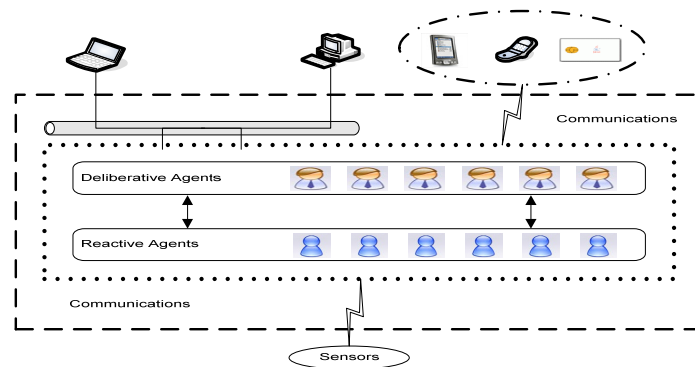 Communications
Deliberative Agents
Reactive Agents
Communications
Sensors